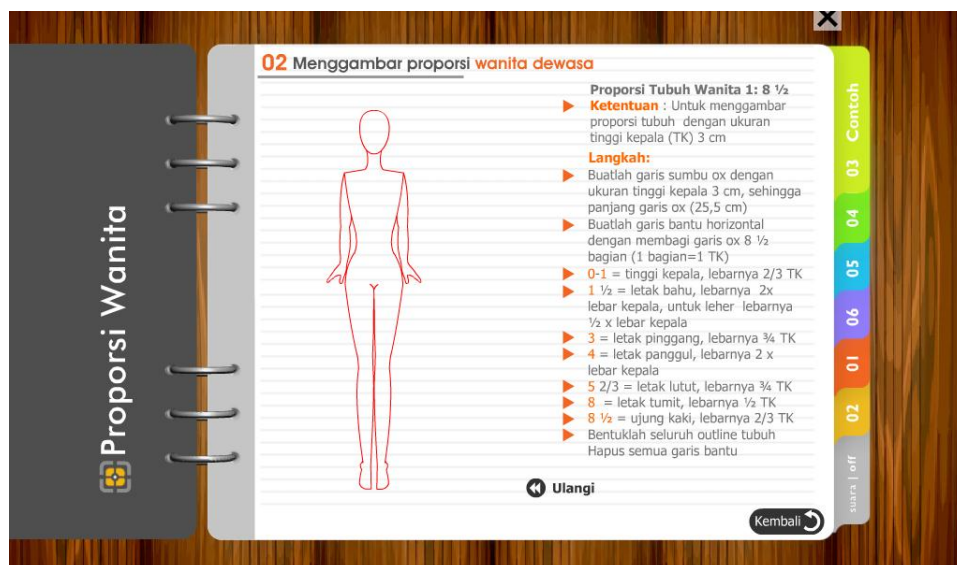 Proporsi Wanita
02 Menggambar proporsi wanita dewasa
Proporsi Tubuh Wanita 1: 8 ½
Ketentuan : Untuk menggambar
proporsi tubuh dengan ukuran
tinggi kepala (TK) 3 cm
Langkah:
Buatlah garis sumbu ox dengan
ukuran tinggi kepala 3 cm, sehingga
panjang garis ox (25,5 cm)
Buatlah garis bantu horizontal
dengan membagi garis ox 8 ½
bagian (1 bagian=1 TK)
0-1 = tinggi kepala, lebarnya 2/3 TK
1 ½ = letak bahu, lebarnya 2x
lebar kepala, untuk leher lebarnya
½ x lebar kepala
3 = letak pinggang, lebarnya ¾ TK
4 = letak panggul, lebarnya 2 x
lebar kepala
5 2/3 = letak lutut, lebarnya ¾ TK
8 = letak tumit, lebarnya ½ TK
8 ½ = ujung kaki, lebarnya 2/3 TK
Bentuklah seluruh outline tubuh
Hapus semua garis bantu
Ulangi
Kembali
03 Contoh
04
05
06
01
02
suara | off